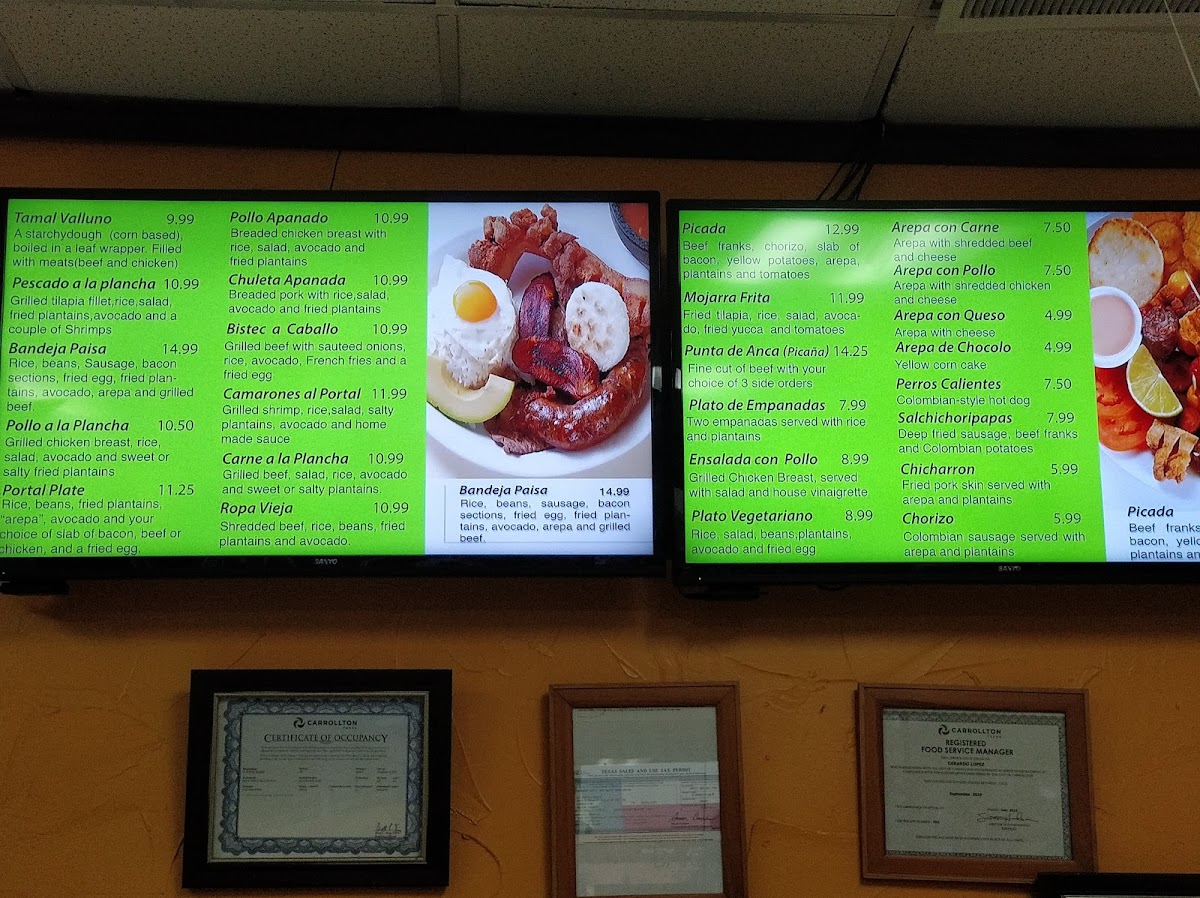 Tamal Valluno 9.99
A starchydough (corn based),
boiled in a leaf wrapper. Filled
with meats(beef and chicken)
Pescado a la plancha 10.99
Grilled tilapia fillet,rice,salad,
fried plantains,avocado and a
couple of Shrimps
Bandeja Paisa 14.99
Rice, beans, Sausage, bacon
sections, fried egg, fried plan-
tains, avocado, arepa and grilled
beef.
Pollo a la Plancha 10.50
Grilled chicken breast, rice,
salad, avocado and sweet or
salty fried plantains
Portal Plate 11.25
Rice, beans, fried plantains,
"arepa", avocado and your
choice of slab of bacon, beef or
chicken, and a fried egg.
Pollo Apanado 10.99
Breaded chicken breast with
rice, salad, avocado and
fried plantains
Chuleta Apanada 10.99
Breaded pork with rice,salad,
avocado and fried plantains
Bistec a Caballo 10.99
Grilled beef with sauteed onions,
rice, avocado, French fries and a
fried egg
Camarones al Portal 11.99
Grilled shrimp, rice,salad, salty
plantains, avocado and home
made sauce
Carne a la Plancha 10.99
Grilled beef, salad, rice, avocado
and sweet or salty plantains.
Ropa Vieja 10.99
Shredded beef, rice, beans, fried
plantains and avocado.
Bandeja Paisa 14.99
Rice, beans, sausage, bacon
sections, fried egg, fried plan-
tains, avocado, arepa and grilled
beef.
SANYO
Picada 12.99
Beef franks, chorizo, slab of
bacon, yellow potatoes, arepa,
plantains and tomatoes
Mojarra Frita 11.99
Fried tilapia, rice, salad, avoca-
do, fried yucca and tomatoes
Punta de Anca (Picaña) 14.25
Fine cut of beef with your
choice of 3 side orders
Plato de Empanadas 7.99
Two empanadas served with rice
and plantains
Ensalada con Pollo 8.99
Grilled Chicken Breast, served
with salad and house vinaigrette
Plato Vegetariano 8.99
Rice, salad, beans,plantains,
avocado and fried egg
Arepa con Carne 7.50
Arepa with shredded beef
and cheese
Arepa con Pollo 7.50
Arepa with shredded chicken
and cheese
Arepa con Queso 4.99
Arepa with cheese
Arepa de Chocolo 4.99
Yellow corn cake
Perros Calientes 7.50
Colombian-style hot dog
Salchichoripapas 7.99
Deep fried sausage, beef franks
and Colombian potatoes
Chicharron 5.99
Fried pork skin served with
arepa and plantains
Chorizo 5.99
Colombian sausage served with
arepa and plantains
Picada
Beef franks
bacon, yello
plantains an
SANYO
CARROLLTON
TEXAS
CERTIFICATE OF OCCUPANCY
TEXAS SALES AND USE TAX PERMIT
CARROLLTON
TEXAS
REGISTERED
FOOD SERVICE MANAGER
GERARDO LOPEZ